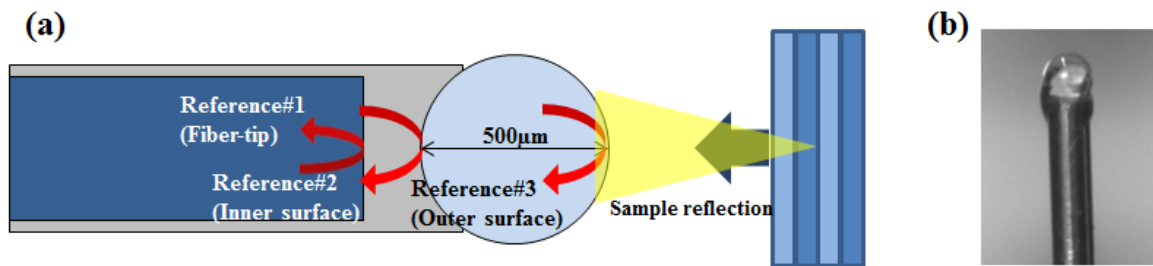 (a)
(b)
Reference#1
(Fiber-tip)
500μm
Reference#2
(Inner surface)
Reference#3
(Outer surface)
Sample reflection